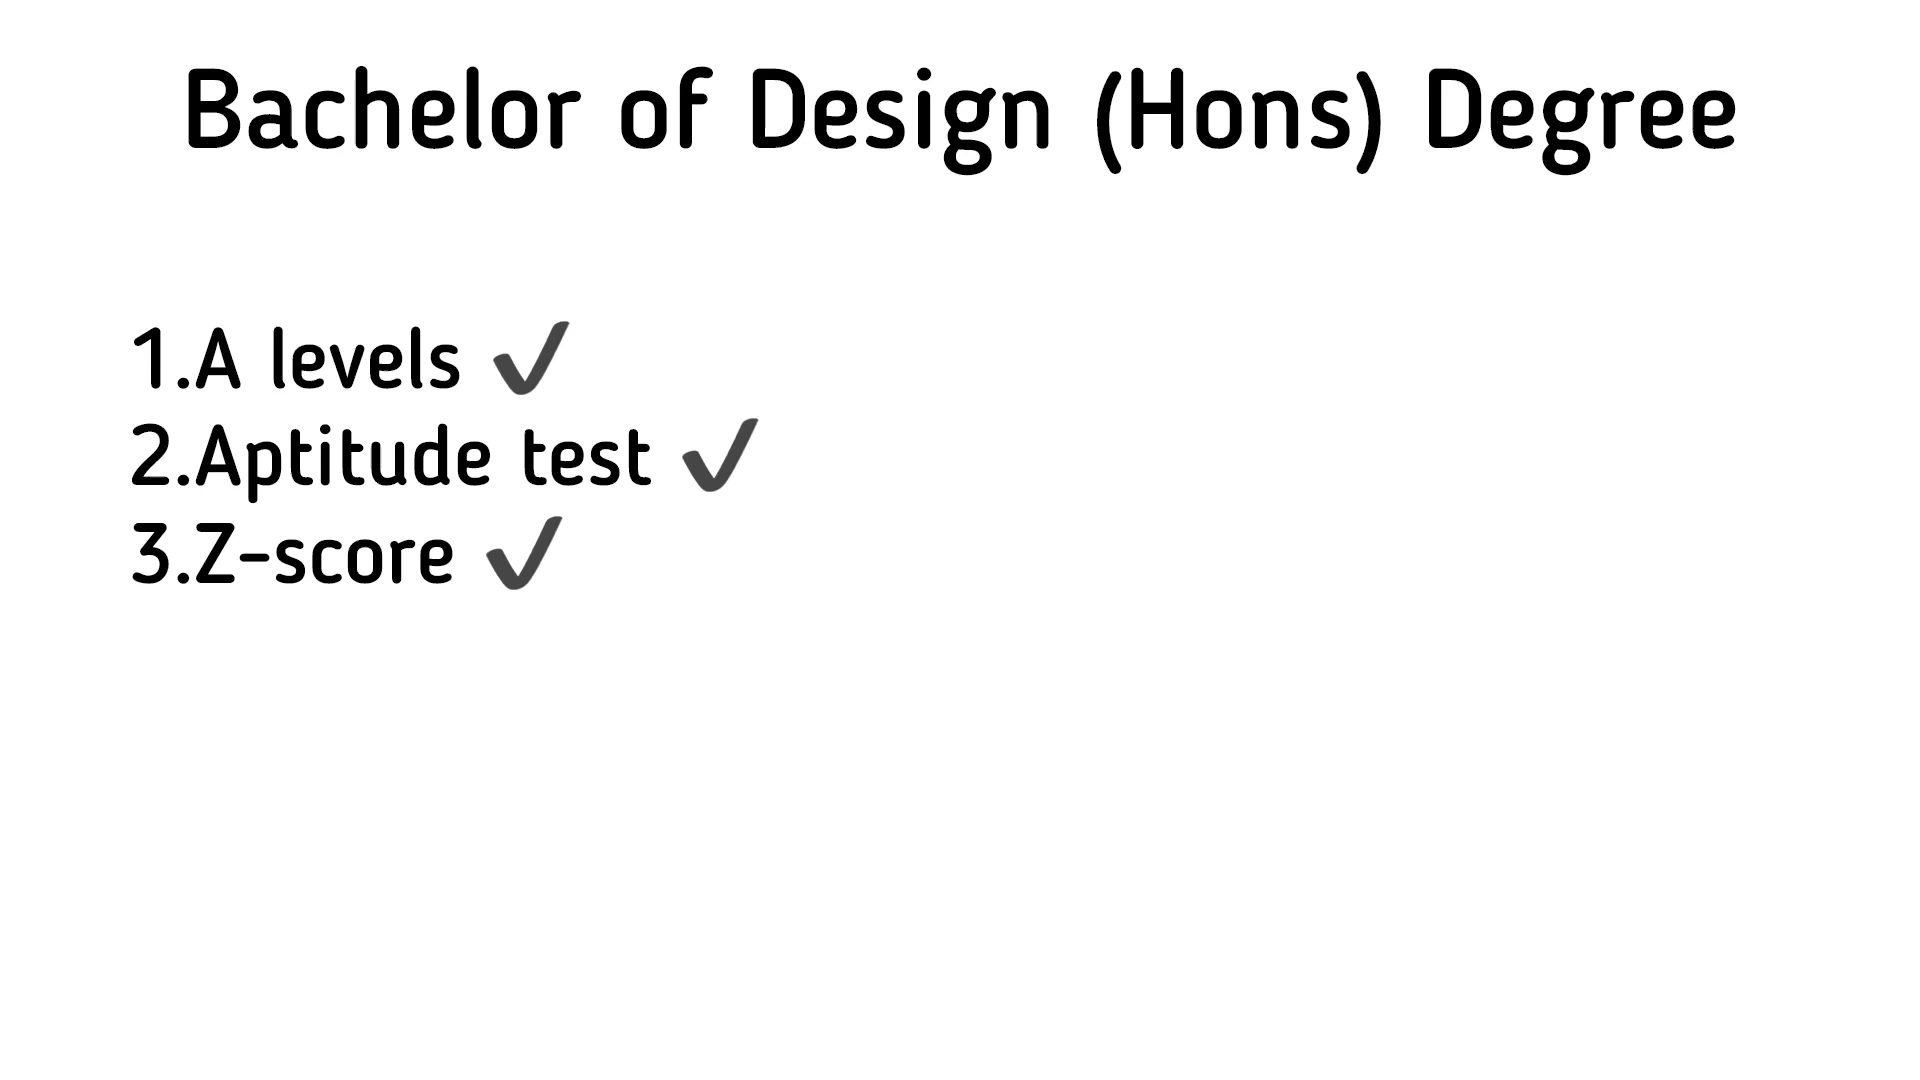 Bachelor of Design (Hons) Degree
1.A levels ✔
2.Aptitude test ✔
3.Z-score ✔